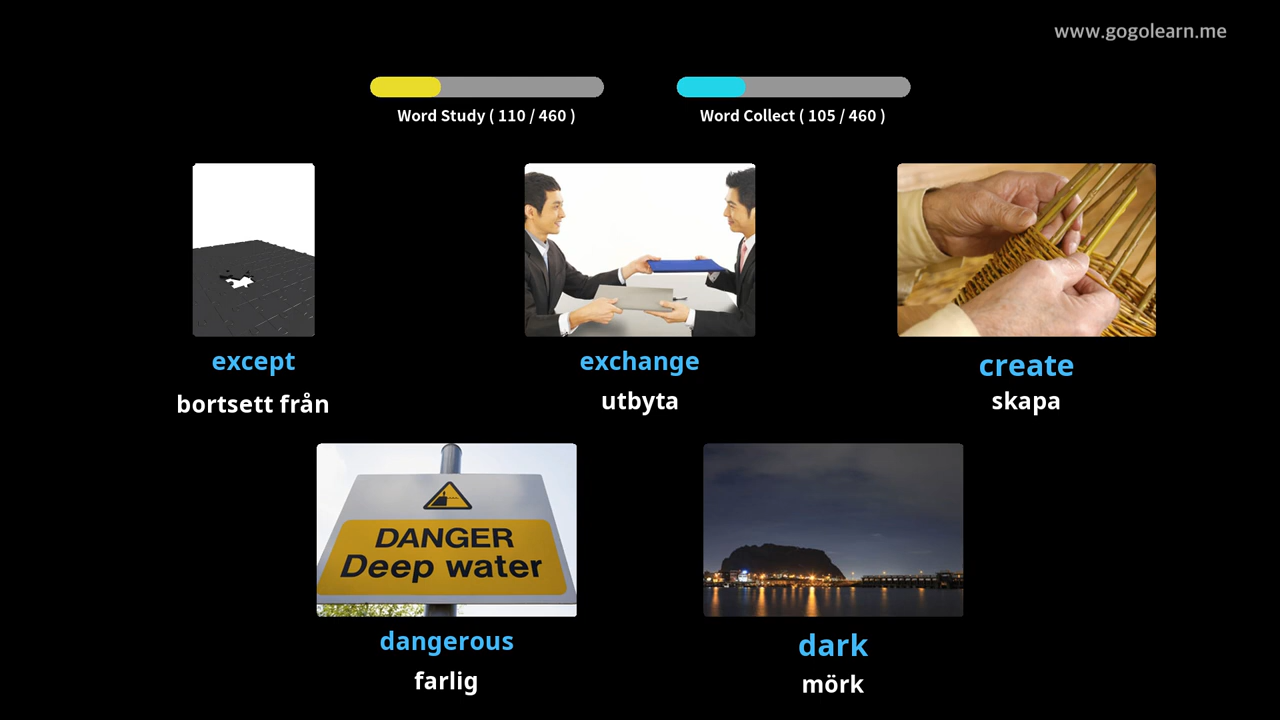 www.gogolearn.me
Word Study ( 110 / 460 )
Word Collect ( 105 / 460 )
except
bortsett från
exchange
utbyta
create
skapa
DANGER
Deep water
dangerous
farlig
dark
mörk